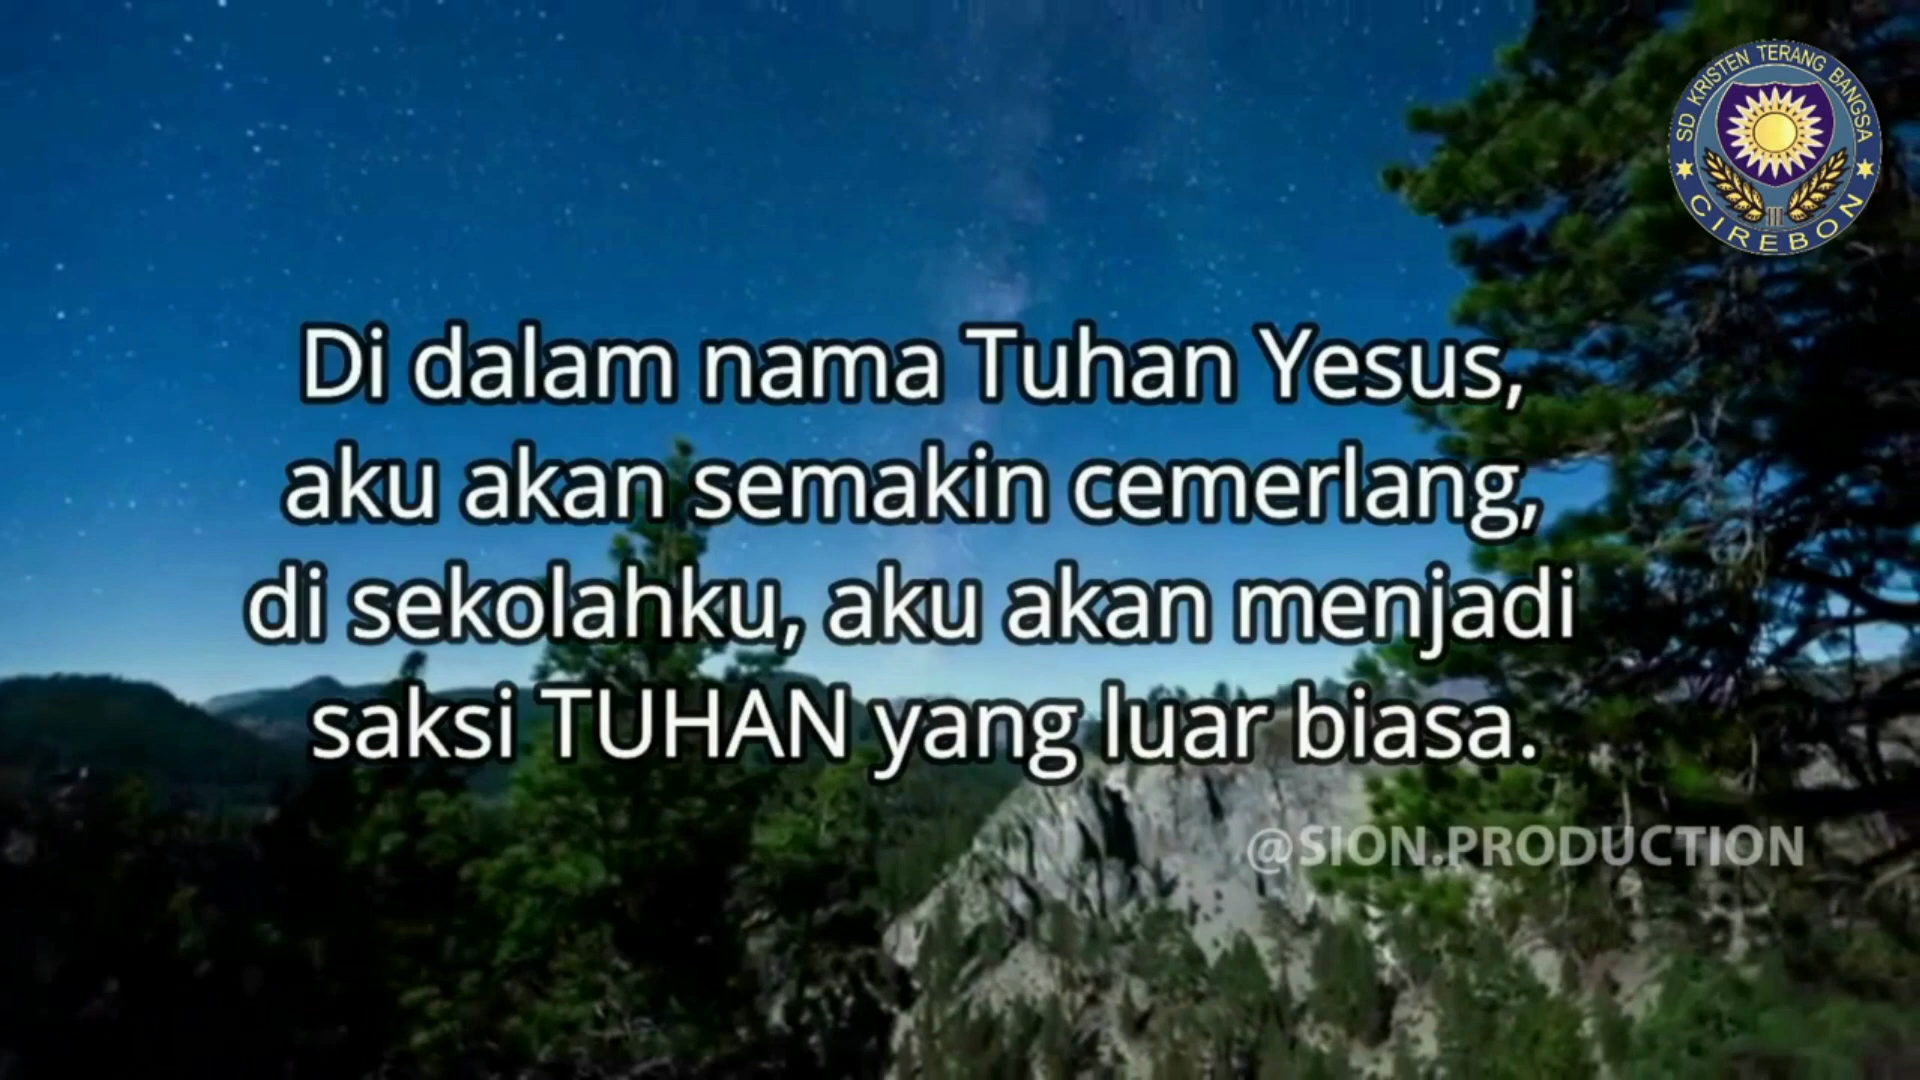 SD KRISTEN TERANG BANGSA
CIREBON
Di dalam nama Tuhan Yesus,
aku akan semakin cemerlang,
di sekolahku, aku akan menjadi
saksi TUHAN yang luar biasa.
@SION.PRODUCTION